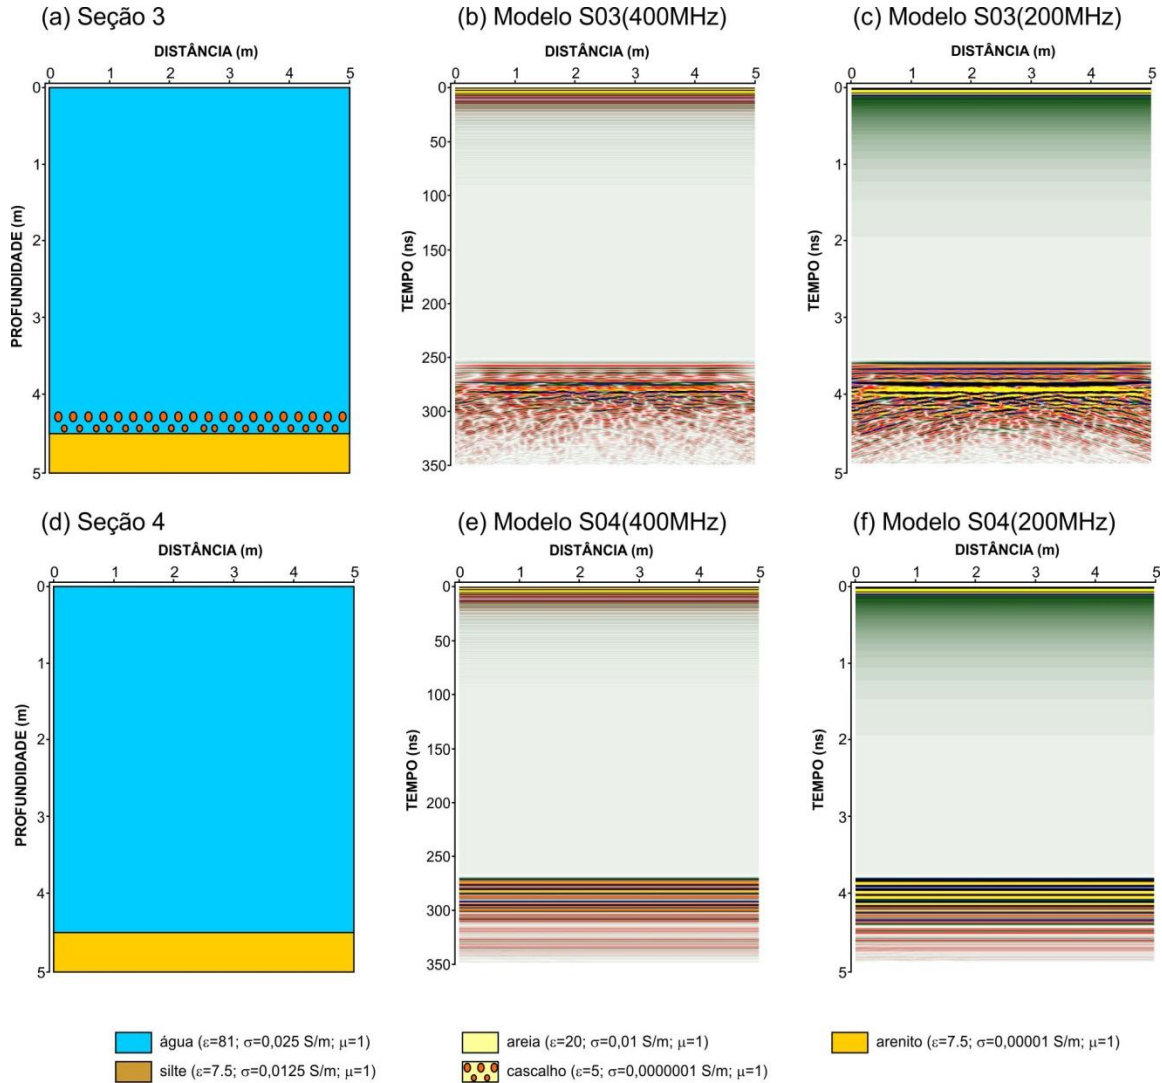 (a) Seção 3
(b) Modelo S03(400MHz)
(c) Modelo S03(200MHz)
DISTÂNCIA (m)
DISTÂNCIA (m)
DISTÂNCIA (m)
0 1 2 3 4 5
0 1 2 3 4 5
0 1 2 3 4 5
PROFUNDIDADE (m)
0
1
2
3
4
5
TEMPO (ns)
0
50
100
150
200
250
300
350
TEMPO (ns)
0
1
2
3
4
5
(d) Seção 4
(e) Modelo S04(400MHz)
(f) Modelo S04(200MHz)
DISTÂNCIA (m)
DISTÂNCIA (m)
DISTÂNCIA (m)
0 1 2 3 4 5
0 1 2 3 4 5
0 1 2 3 4 5
PROFUNDIDADE (m)
0
1
2
3
4
5
TEMPO (ns)
0
50
100
150
200
250
300
350
TEMPO (ns)
0
1
2
3
4
5
água (ε=81; σ=0,025 S/m; μ=1)
areia (ε=20; σ=0,01 S/m; μ=1)
arenito (ε=7.5; σ=0,00001 S/m; μ=1)
silte (ε=7.5; σ=0,0125 S/m; μ=1)
cascalho (ε=5; σ=0,0000001 S/m; μ=1)